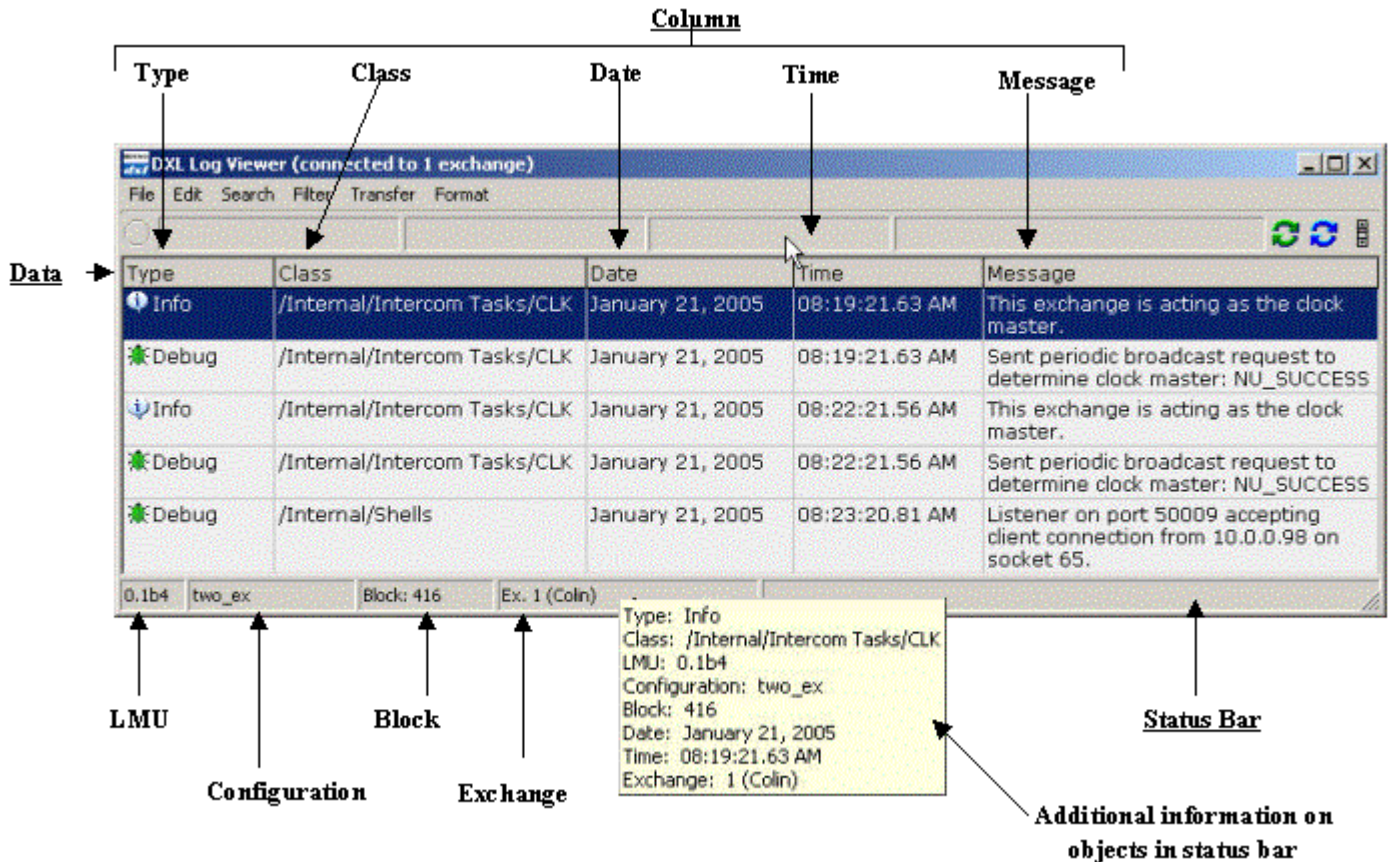 Column
Type Class Date Time Message
DXL Log Viewer (connected to 1 exchange)
File Edit Search Filter Transfer Format
Data
Type Class Date Time Message
Info /Internal/Intercom Tasks/CLK January 21, 2005 08:19:21.63 AM This exchange is acting as the clock
master.
Debug /Internal/Intercom Tasks/CLK January 21, 2005 08:19:21.63 AM Sent periodic broadcast request to
determine clock master: NU_SUCCESS
Info /Internal/Intercom Tasks/CLK January 21, 2005 08:22:21.56 AM This exchange is acting as the clock
master.
Debug /Internal/Intercom Tasks/CLK January 21, 2005 08:22:21.56 AM Sent periodic broadcast request to
determine clock master: NU_SUCCESS
Debug /Internal/Shells January 21, 2005 08:23:20.81 AM Listener on port 50009 accepting
client connection from 10.0.0.98 on
socket 65.
0.1b4 two_ex Block: 416 Ex. 1 (Colin)
Type: Info
Class: /Internal/Intercom Tasks/CLK
LMU: 0.1b4
Configuration: two_ex
Block: 416
Date: January 21, 2005
Time: 08:19:21.63 AM
Exchange: 1 (Colin)
LMU Block Status Bar
Configuration Exchange
Additional information on
objects in status bar